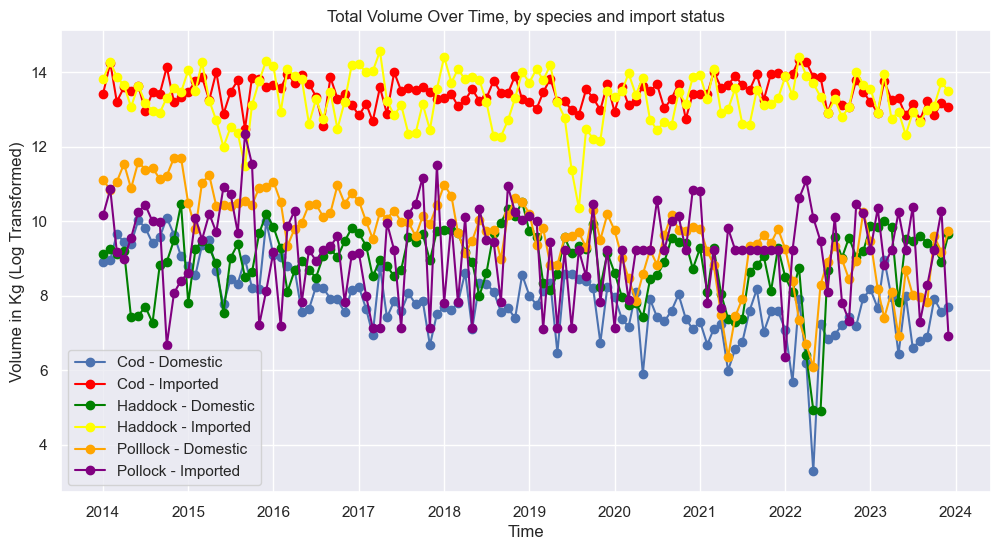 Total Volume Over Time, by species and import status
Volume in Kg (Log Transformed)
14
12
10
8
6
4
Cod - Domestic
Cod - Imported
Haddock - Domestic
Haddock - Imported
Polllock - Domestic
Pollock - Imported
2014 2015 2016 2017 2018 2019 2020 2021 2022 2023 2024
Time